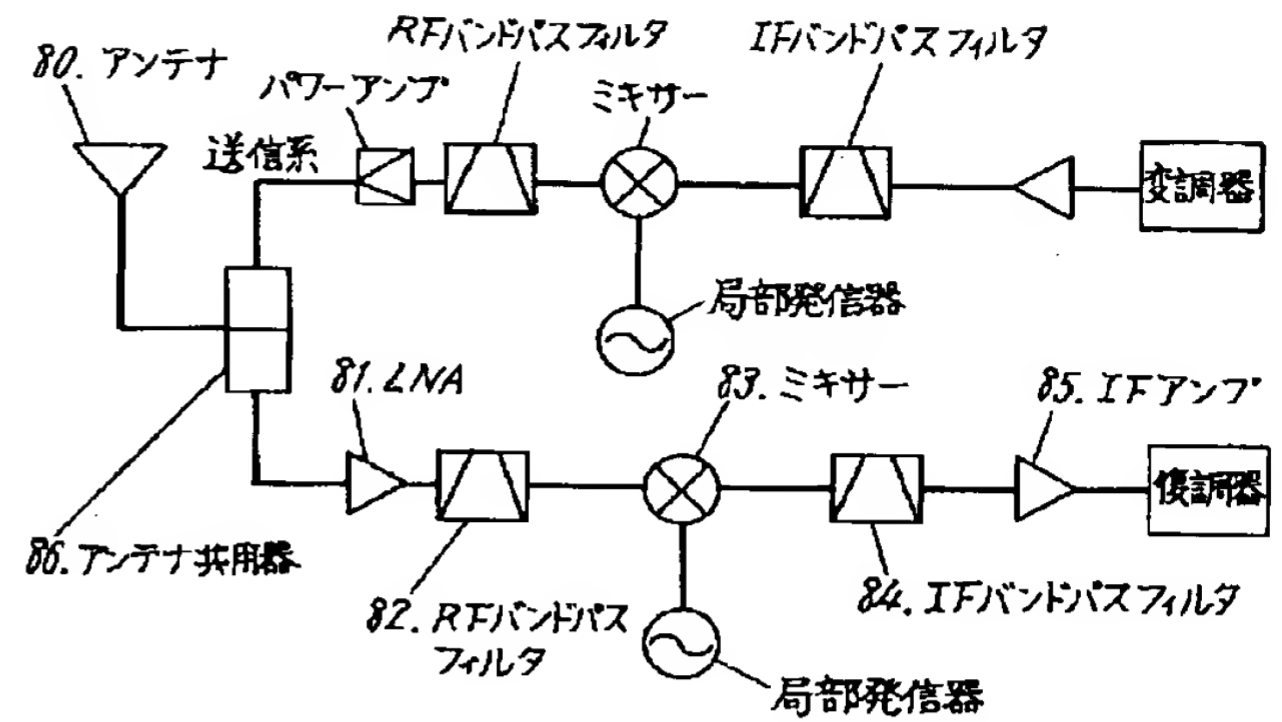 RFバンドパスフィルタ
IFバンドパスフィルタ
80.アンテナ
パワーアンプ
ミキサー
送信系
変調器
局部発信器
81.LNA
83.ミキサー
85.IFアンプ
復調器
86.アンテナ共用器
82.RFバンドパス
フィルタ
84.IFバンドパスフィルタ
局部発信器